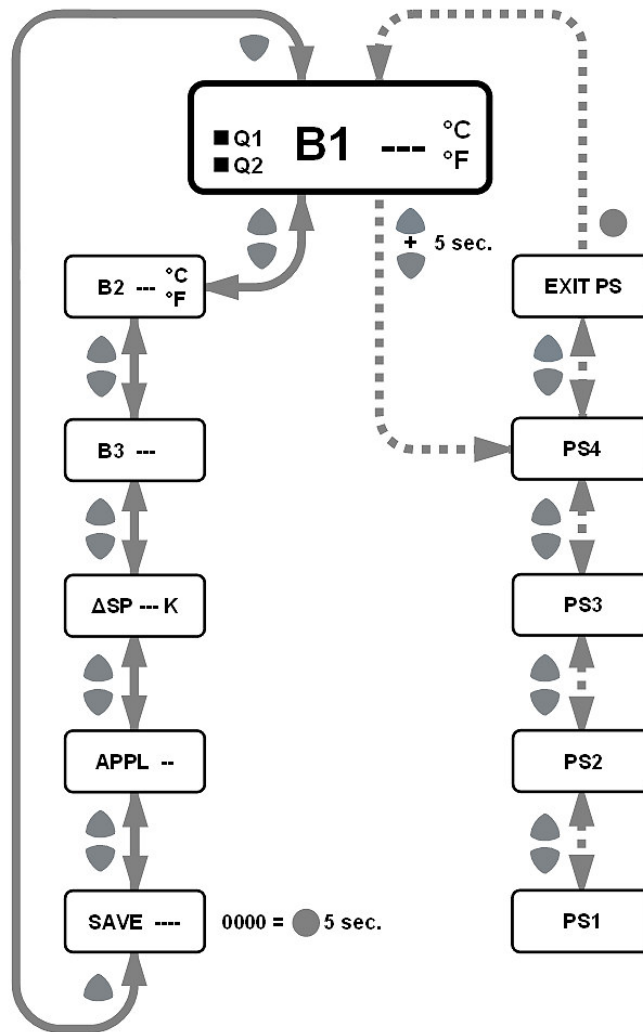 Q1
Q2
B1 ---
°C
°F
+ 5 sec.
B2 --- °C
°F
EXIT PS
B3 ---
PS4
ΔSP --- K
PS3
APPL --
PS2
SAVE ----
0000 = 5 sec.
PS1